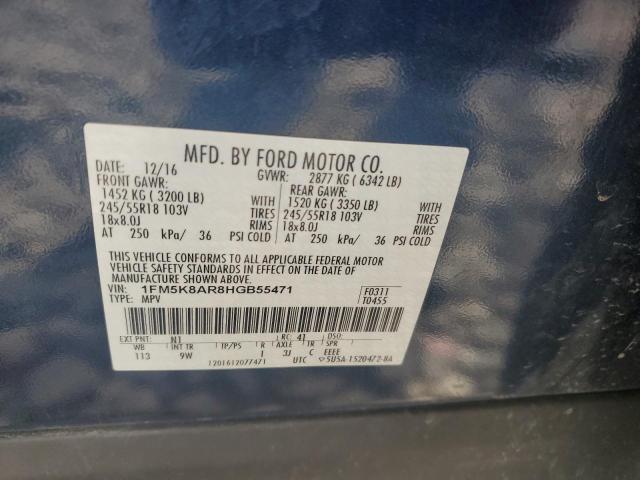 MFD. BY FORD MOTOR CO.
DATE: 12/16 GVWR: 2877 KG ( 6342 LB)
FRONT GAWR: REAR GAWR:
1452 KG ( 3200 LB) 1520 KG ( 3350 LB)
245/55R18 103V TIRES 245/55R18 103V TIRES
18x8.0J RIMS 18x8.0J RIMS
AT 250 kPa/ 36 PSI COLD AT 250 kPa/ 36 PSI COLD
THIS VEHICLE CONFORMS TO ALL APPLICABLE FEDERAL MOTOR
VEHICLE SAFETY STANDARDS IN EFFECT ON THE DATE OF
MANUFACTURE SHOWN ABOVE.
VIN: 1FM5K8AR8HGB55471 F0311
TYPE: MPV T0455
EXT PNT: N1 RC: 41 DSO:
WB INT TR TP/PS R AXLE TR SPR
113 9W 1 3J C EEEE
1201612077471 UTC 5U5A-1520472-BA